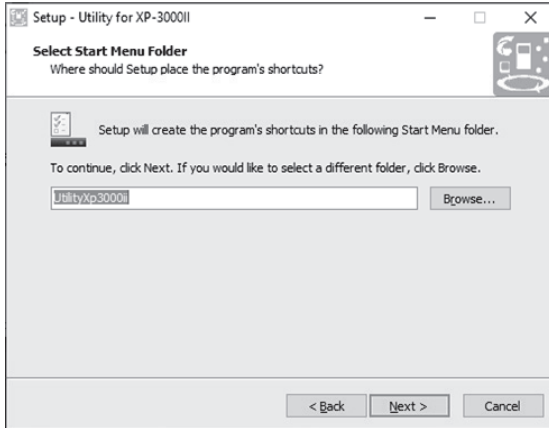 Setup - Utility for XP-3000II
Select Start Menu Folder
Where should Setup place the program's shortcuts?
Setup will create the program's shortcuts in the following Start Menu folder.
To continue, click Next. If you would like to select a different folder, click Browse.
UtilityXp3000ii
Browse...
< Back
Next >
Cancel